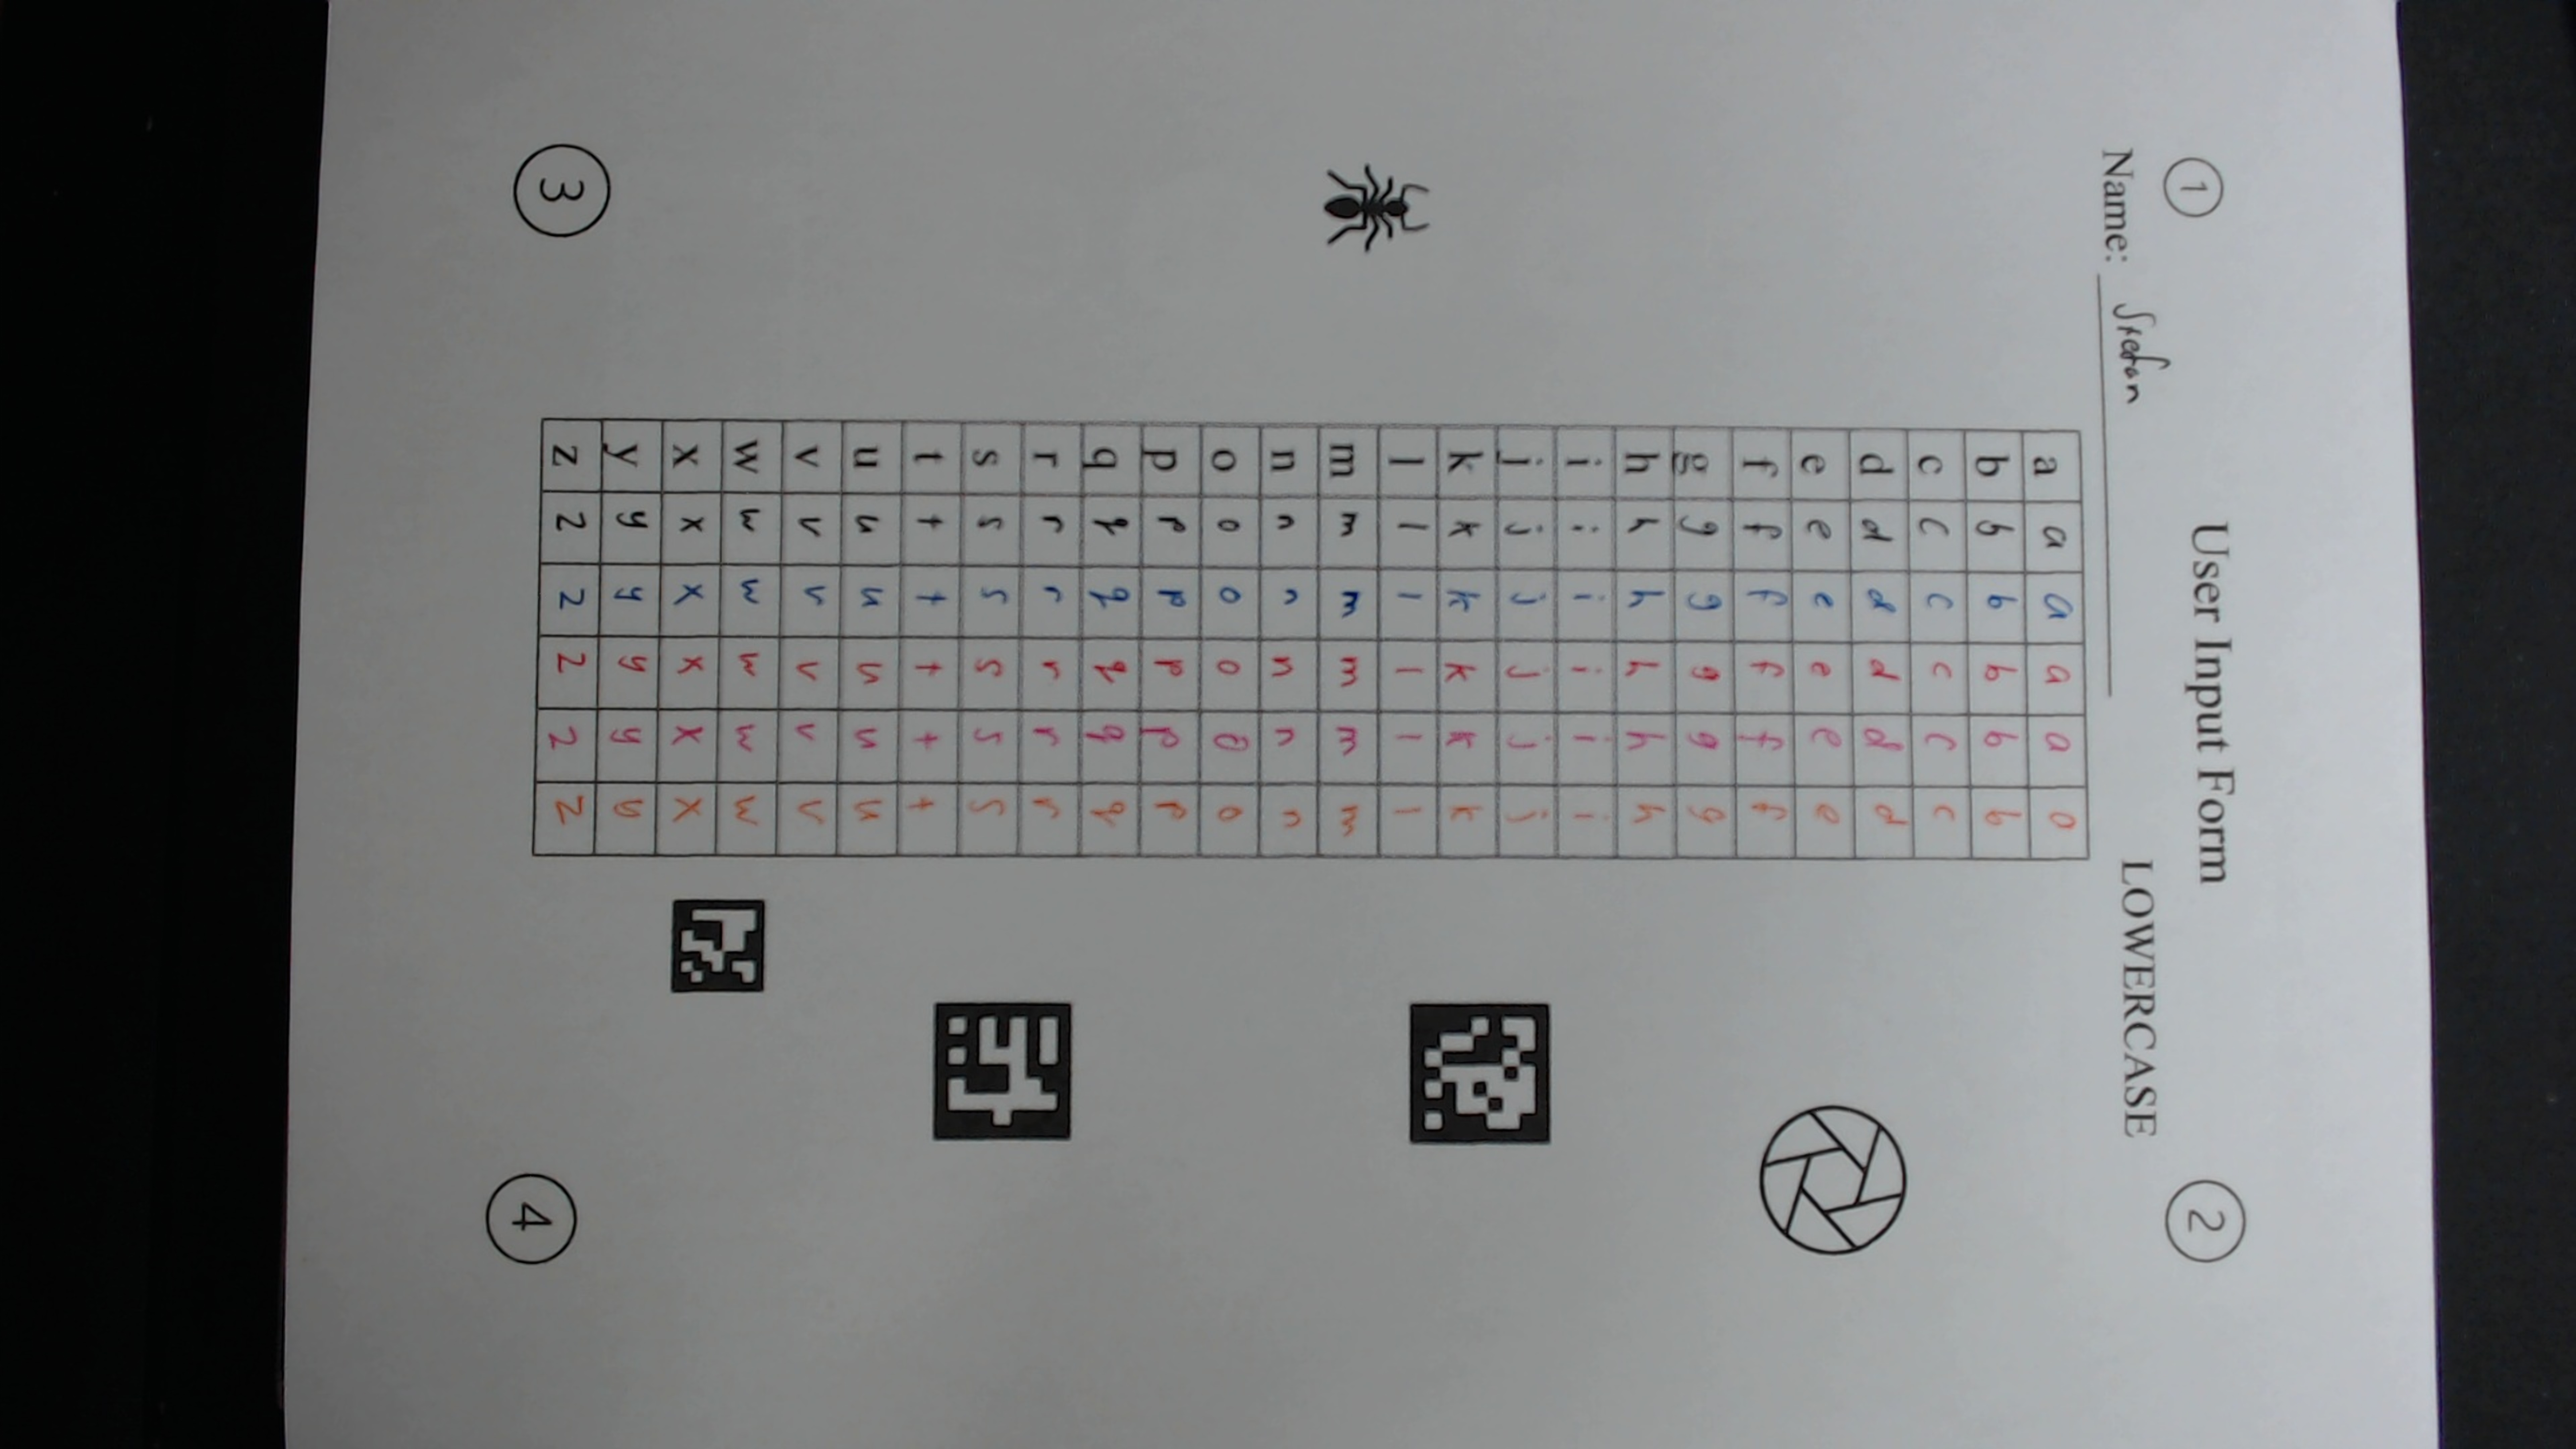 1 User Input Form 2
Name: Stefan LOWERCASE
a a a a a a
b b b b b b
c c c c c c
d d d d d d
e e e e e e
f f f f f f
g g g g g g
h h h h h h
i i i i i i
j j j j j j
k k k k k k
l l l l l l
m m m m m m
n n n n n n
o o o o o o
p p p p p p
q q q q q q
r r r r r r
s s s s s s
t t t t t t
u u u u u u
v v v v v v
w w w w w w
x x x x x x
y y y y y y
z z z z z z
3 4